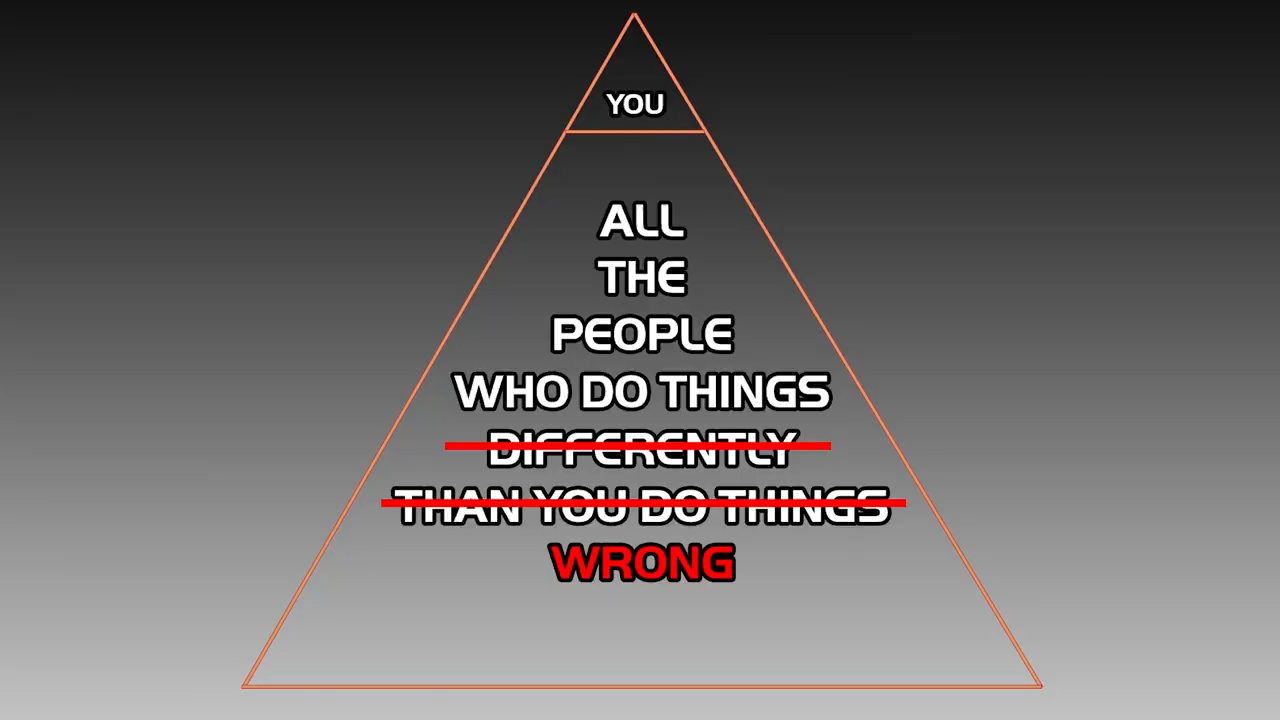 YOU
ALL
THE
PEOPLE
WHO DO THINGS
DIFFERENTLY
THAN YOU DO THINGS
WRONG